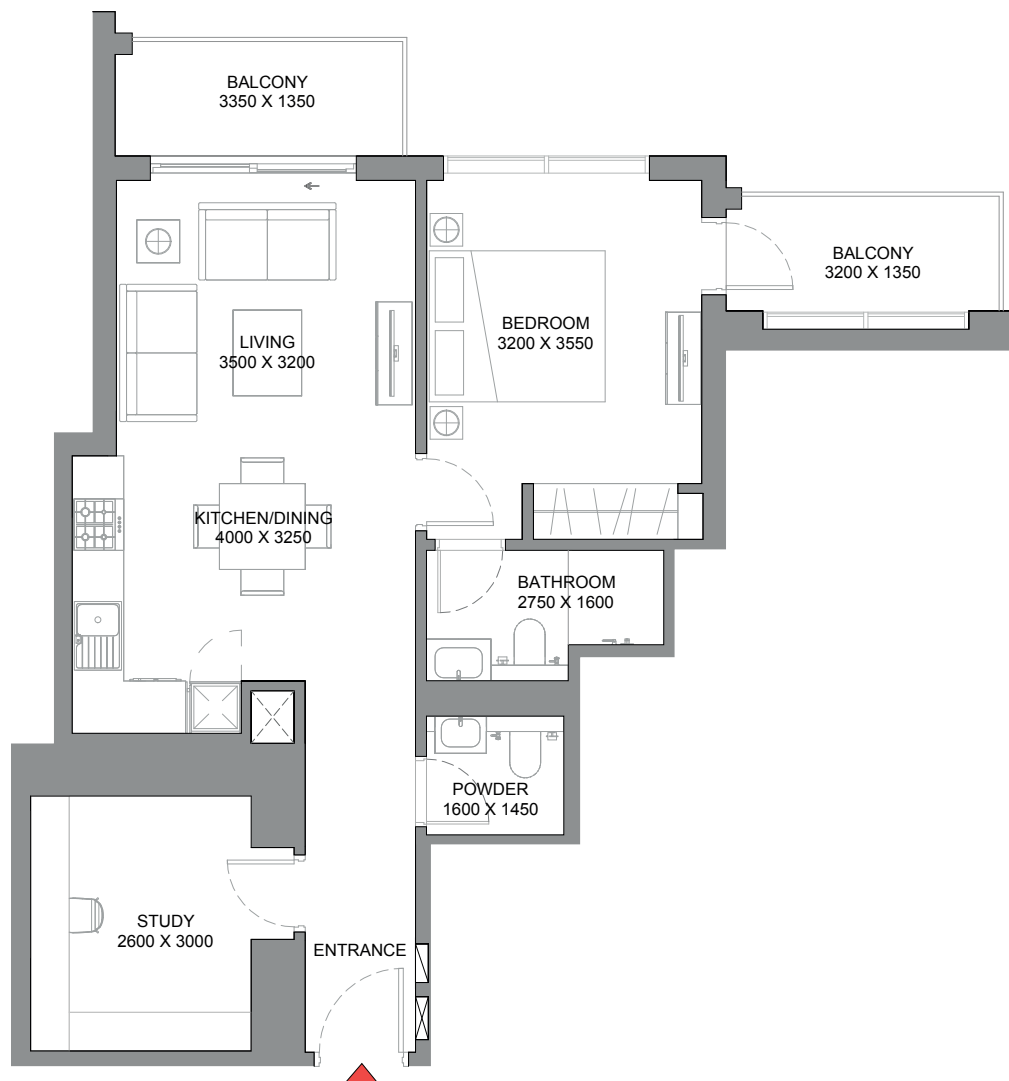 BALCONY
3350 X 1350
BALCONY
3200 X 1350
BEDROOM
3200 X 3550
LIVING
3500 X 3200
KITCHEN/DINING
4000 X 3250
BATHROOM
2750 X 1600
POWDER
1600 X 1450
STUDY
2600 X 3000
ENTRANCE